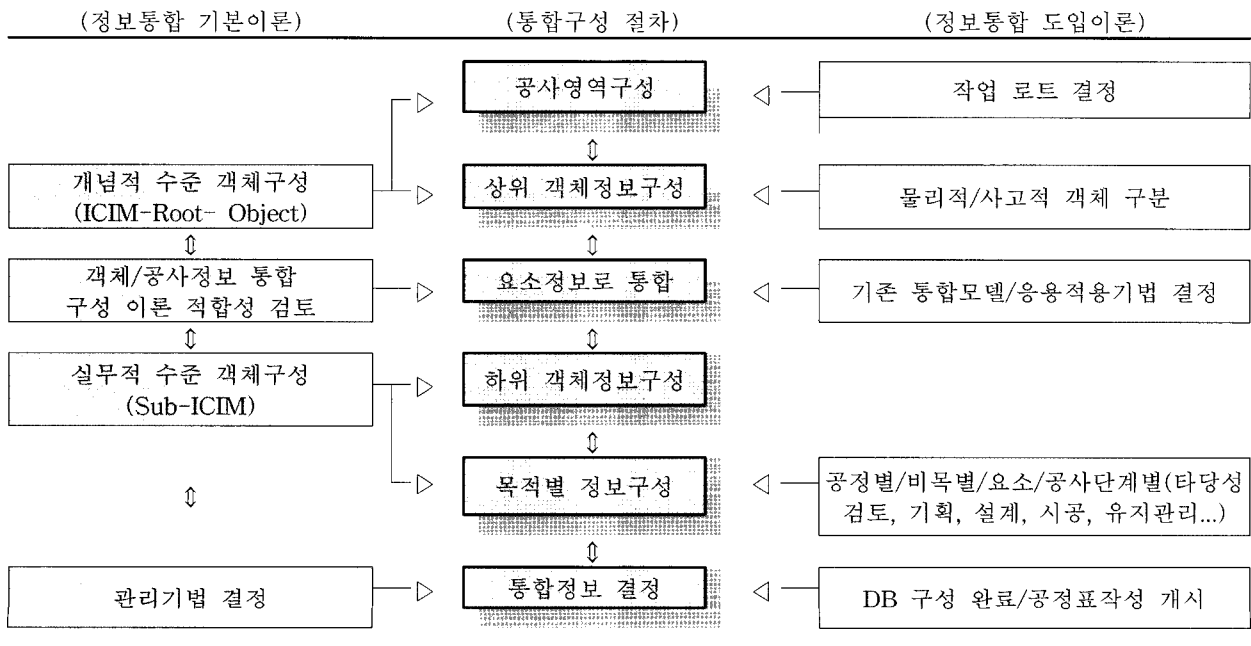 (정보통합 기본이론)
(통합구성 절차)
(정보통합 도입이론)
공사영역구성
작업 로트 결정
개념적 수준 객체구성
(ICIM-Root- Object)
상위 객체정보구성
물리적/사고적 객체 구분
객체/공사정보 통합
구성 이론 적합성 검토
요소정보로 통합
기존 통합모델/응용적용기법 결정
실무적 수준 객체구성
(Sub-ICIM)
하위 객체정보구성
목적별 정보구성
공정별/비목별/요소/공사단계별(타당성
검토, 기획, 설계, 시공, 유지관리...)
관리기법 결정
통합정보 결정
DB 구성 완료/공정표작성 개시